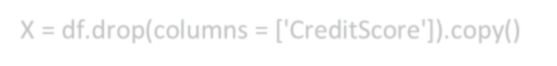 X = df.drop(columns = ['CreditScore']).copy()